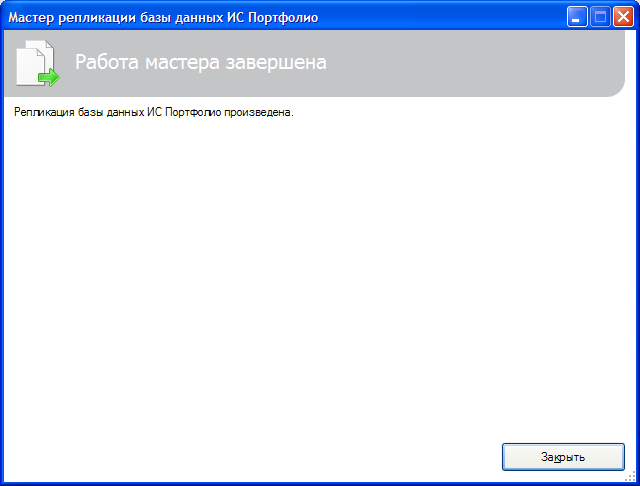 Мастер репликации базы данных ИС Портфолио
Работа мастера завершена
Репликация базы данных ИС Портфолио произведена.
Закрыть